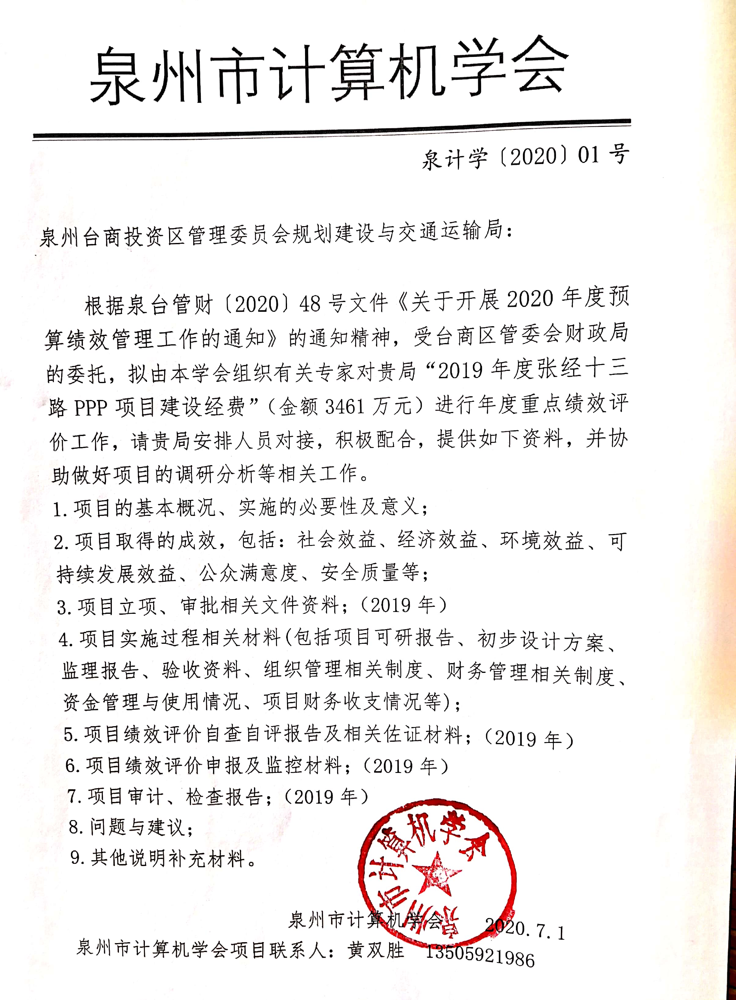 泉州市计算机学会
泉计学〔2020〕01 号
泉州台商投资区管理委员会规划建设与交通运输局：
根据泉台管财〔2020〕48 号文件《关于开展 2020 年度预
算绩效管理工作的通知》的通知精神，受台商区管委会财政局
的委托，拟由本学会组织有关专家对贵局“2019 年度张经十三
路 PPP 项目建设经费”（金额 3461 万元）进行年度重点绩效评
价工作，请贵局安排人员对接，积极配合，提供如下资料，并协
助做好项目的调研分析等相关工作。
1. 项目的基本概况、实施的必要性及意义；
2. 项目取得的成效，包括：社会效益、经济效益、环境效益、可
持续发展效益、公众满意度、安全质量等；
3. 项目立项、审批相关文件资料；（2019 年）
4. 项目实施过程相关材料(包括项目可研报告、初步设计方案、
监理报告、验收资料、组织管理相关制度、财务管理相关制度、
资金管理与使用情况、项目财务收支情况等)；
5. 项目绩效评价自查自评报告及相关佐证材料；（2019 年）
6. 项目绩效评价申报及监控材料；（2019 年）
7. 项目审计、检查报告；（2019 年）
8. 问题与建议；
9. 其他说明补充材料。
泉州市计算机学会
泉州市计算机学会 2020.7.1
泉州市计算机学会项目联系人：黄双胜 13505921986